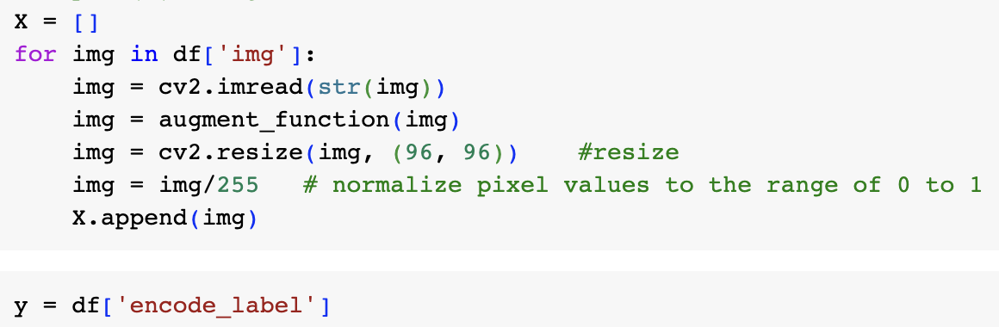 X = []
for img in df['img']:
    img = cv2.imread(str(img))
    img = augment_function(img)
    img = cv2.resize(img, (96, 96))    #resize
    img = img/255   # normalize pixel values to the range of 0 to 1
    X.append(img)
y = df['encode_label']